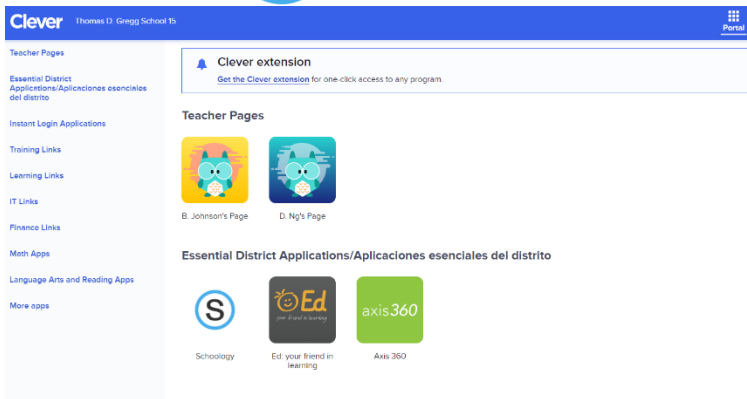 Clever Thomas D. Gregg School 15
Portal
Teacher Pages
Essential District
Applications/Aplicaciones esenciales
del distrito
Instant Login Applications
Training Links
Learning Links
IT Links
Finance Links
Math Apps
Language Arts and Reading Apps
More apps
Clever extension
Get the Clever extension for one-click access to any program.
Teacher Pages
B. Johnson's Page
D. Ng's Page
Essential District Applications/Aplicaciones esenciales del distrito
S
Ed
your friend in learning
axis360
Schoology
Ed: your friend in
learning
Axis 360